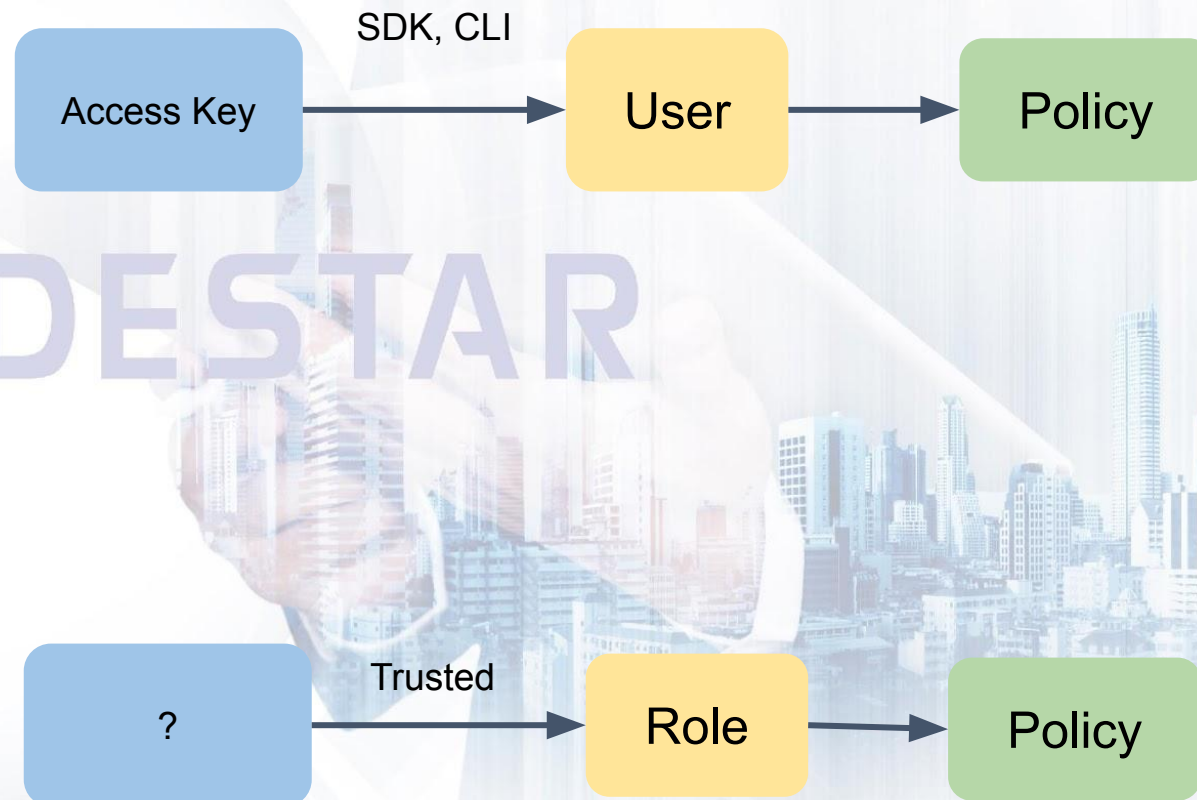 SDK, CLI
Access Key
User
Policy
DESTAR
Trusted
?
Role
Policy